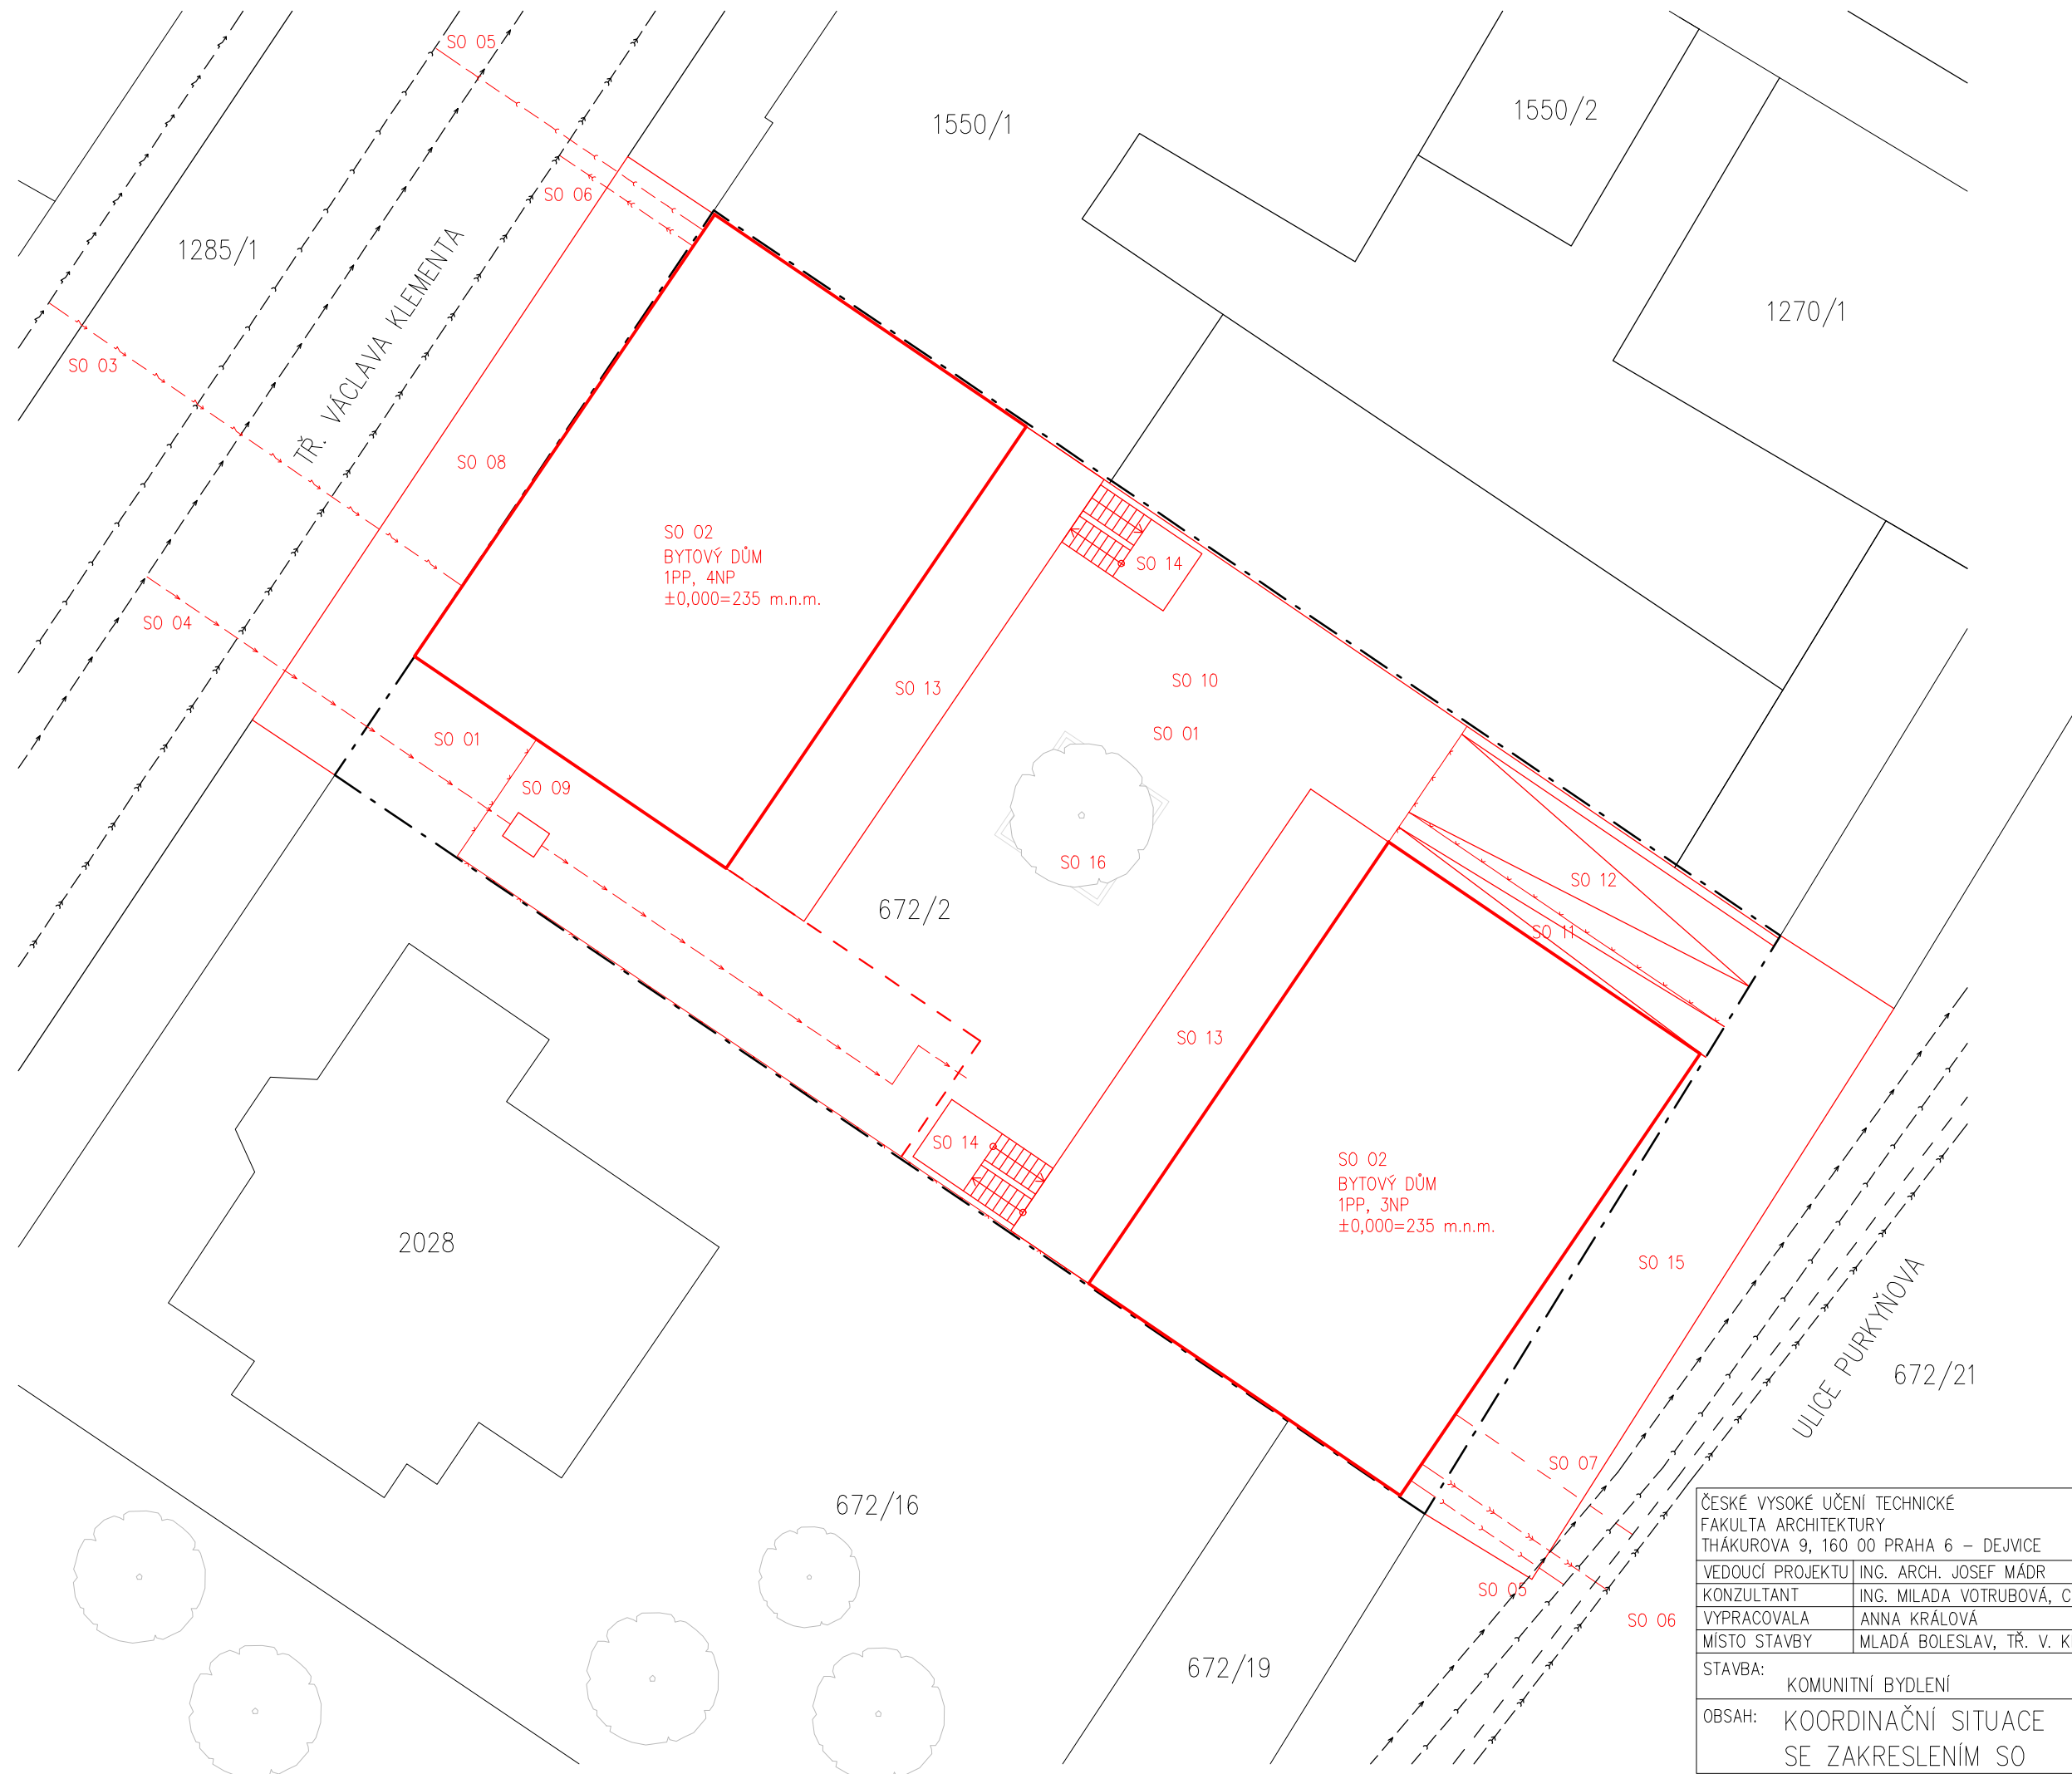 SO 05
1550/1
1550/2
SO 06
1285/1
TŘ. VÁCLAVA KLEMENTA
1270/1
SO 03
SO 08
SO 02
BYTOVÝ DŮM
1PP, 4NP
±0,000=235 m.n.m.
SO 14
SO 04
SO 13
SO 10
SO 01
SO 01
SO 09
SO 16
SO 12
672/2
SO 11
SO 13
SO 14
SO 02
BYTOVÝ DŮM
1PP, 3NP
±0,000=235 m.n.m.
2028
SO 15
ULICE PURKYŇOVA
672/21
SO 07
672/16
SO 05
SO 06
672/19
ČESKÉ VYSOKÉ UČENÍ TECHNICKÉ
FAKULTA ARCHITEKTURY
THÁKUROVA 9, 160 00 PRAHA 6 – DEJVICE
VEDOUCÍ PROJEKTU ING. ARCH. JOSEF MÁDR
KONZULTANT ING. MILADA VOTRUBOVÁ, C
VYPRACOVALA ANNA KRÁLOVÁ
MÍSTO STAVBY MLADÁ BOLESLAV, TŘ. V. K
STAVBA:
KOMUNITNÍ BYDLENÍ
OBSAH: KOORDINAČNÍ SITUACE
SE ZAKRESLENÍM SO